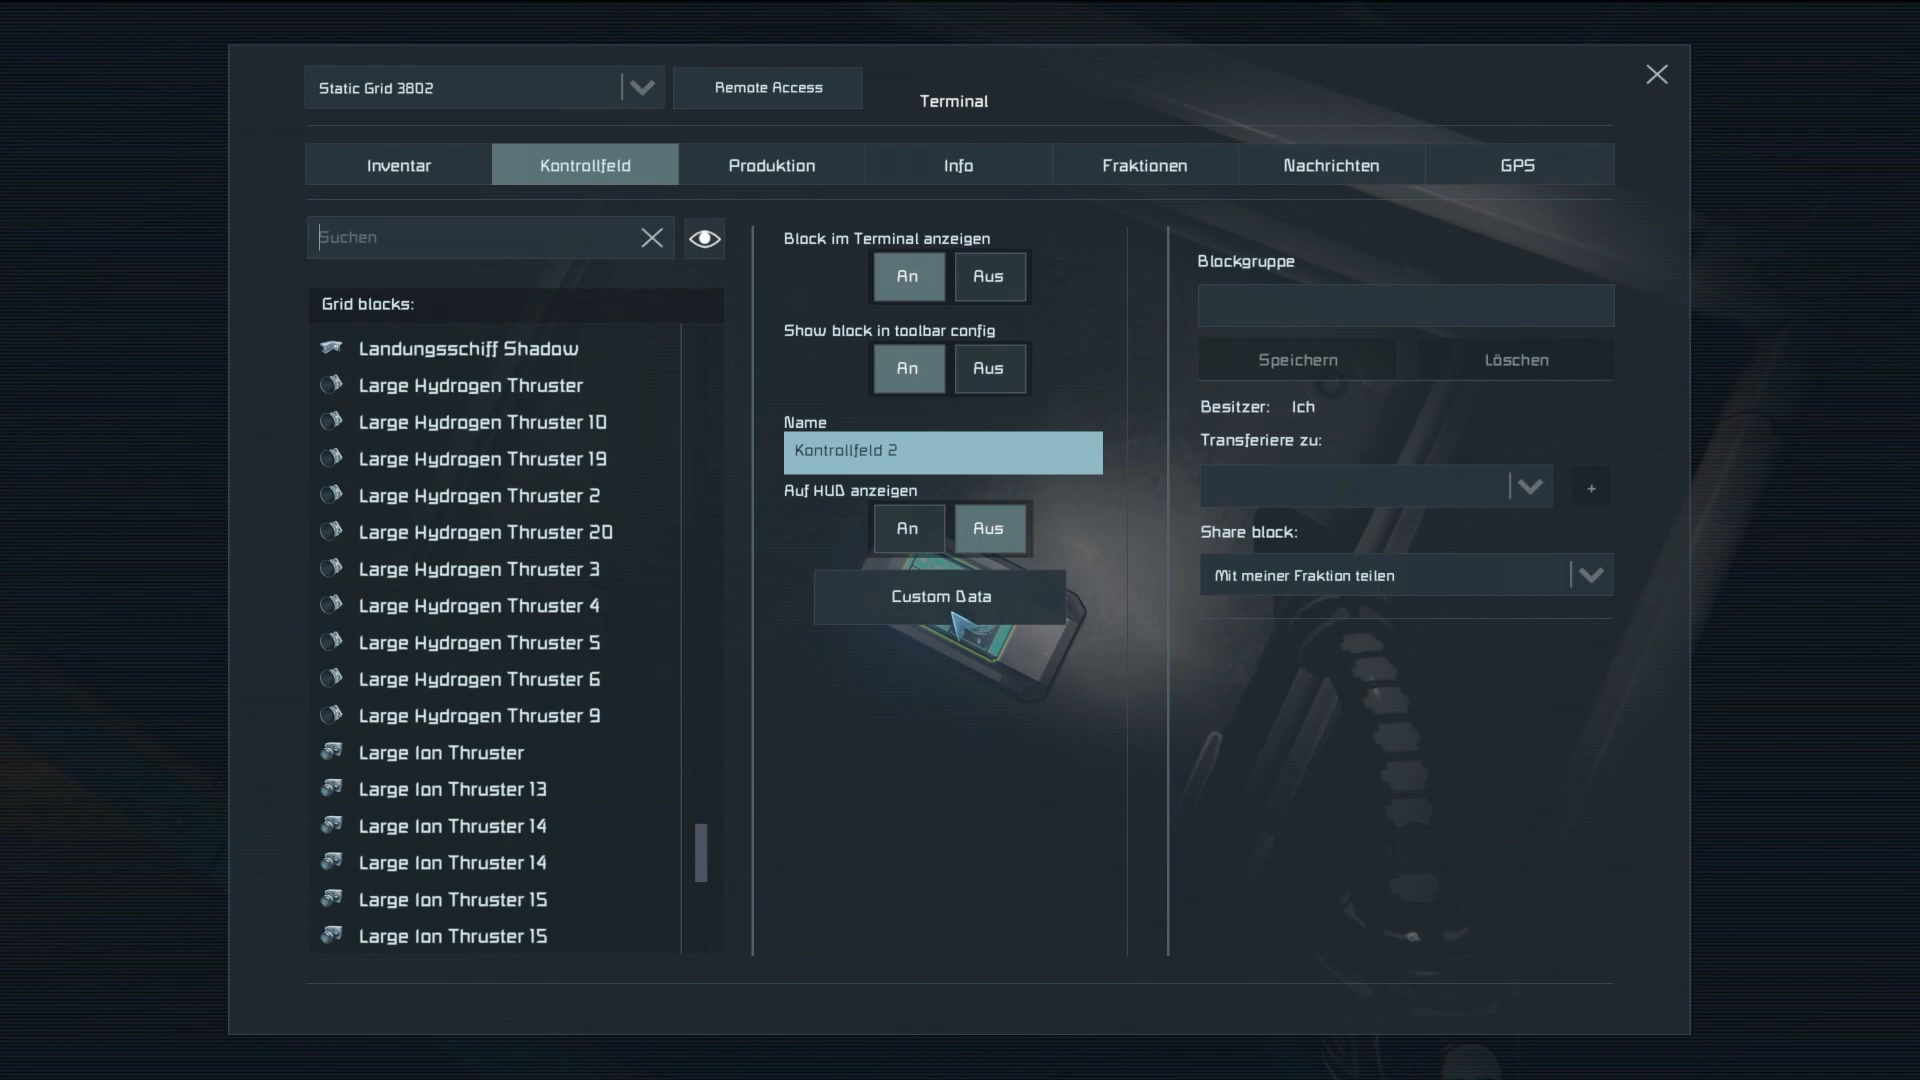 Static Grid 3802
Remote Access
Terminal
Inventar
Kontrollfeld
Produktion
Info
Fraktionen
Nachrichten
GPS
Suchen
Grid blocks:
Landungsschiff Shadow
Large Hydrogen Thruster
Large Hydrogen Thruster 10
Large Hydrogen Thruster 19
Large Hydrogen Thruster 2
Large Hydrogen Thruster 20
Large Hydrogen Thruster 3
Large Hydrogen Thruster 4
Large Hydrogen Thruster 5
Large Hydrogen Thruster 6
Large Hydrogen Thruster 9
Large Ion Thruster
Large Ion Thruster 13
Large Ion Thruster 14
Large Ion Thruster 14
Large Ion Thruster 15
Large Ion Thruster 15
Block im Terminal anzeigen
An Aus
Show block in toolbar config
An Aus
Name
Kontrollfeld 2
Auf HUD anzeigen
An Aus
Custom Data
Blockgruppe
Speichern Löschen
Besitzer: Ich
Transferiere zu:
+
Share block:
Mit meiner Fraktion teilen